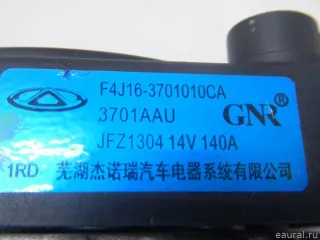 F4J16-3701010CA
3701AAU
GNR®
JFZ1304 14V 140A
1RD 芜湖杰诺瑞汽车电器系统有限公司
eaural.ru